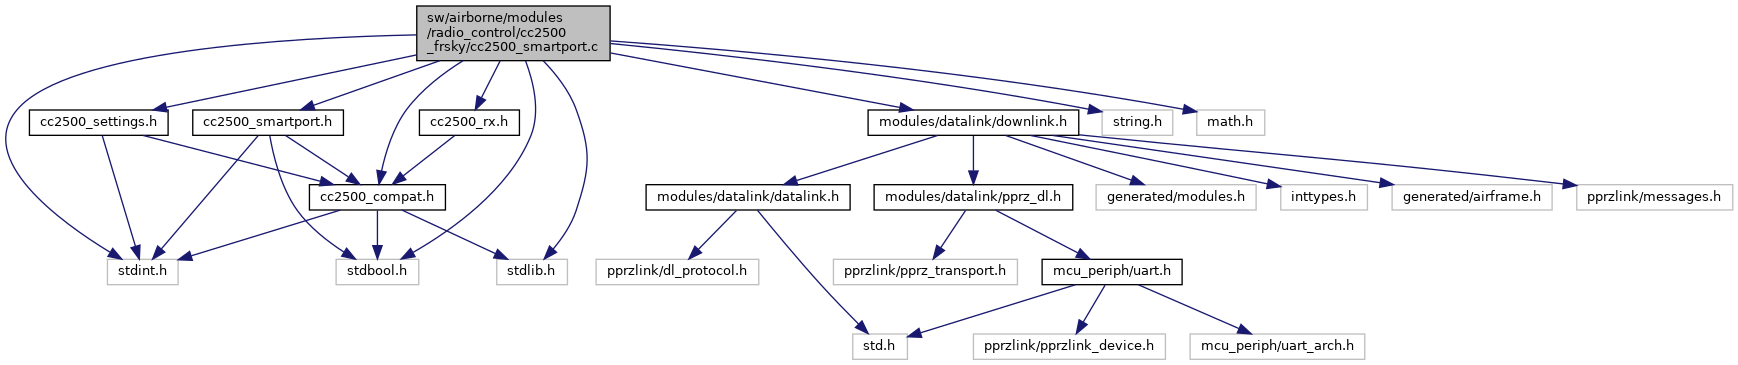 sw/airborne/modules
/radio_control/cc2500
_frsky/cc2500_smartport.c
cc2500_settings.h
cc2500_smartport.h
cc2500_rx.h
modules/datalink/downlink.h
string.h
math.h
cc2500_compat.h
modules/datalink/datalink.h
modules/datalink/pprz_dl.h
generated/modules.h
inttypes.h
generated/airframe.h
pprzlink/messages.h
stdint.h
stdbool.h
stdlib.h
pprzlink/dl_protocol.h
pprzlink/pprz_transport.h
mcu_periph/uart.h
std.h
pprzlink/pprzlink_device.h
mcu_periph/uart_arch.h